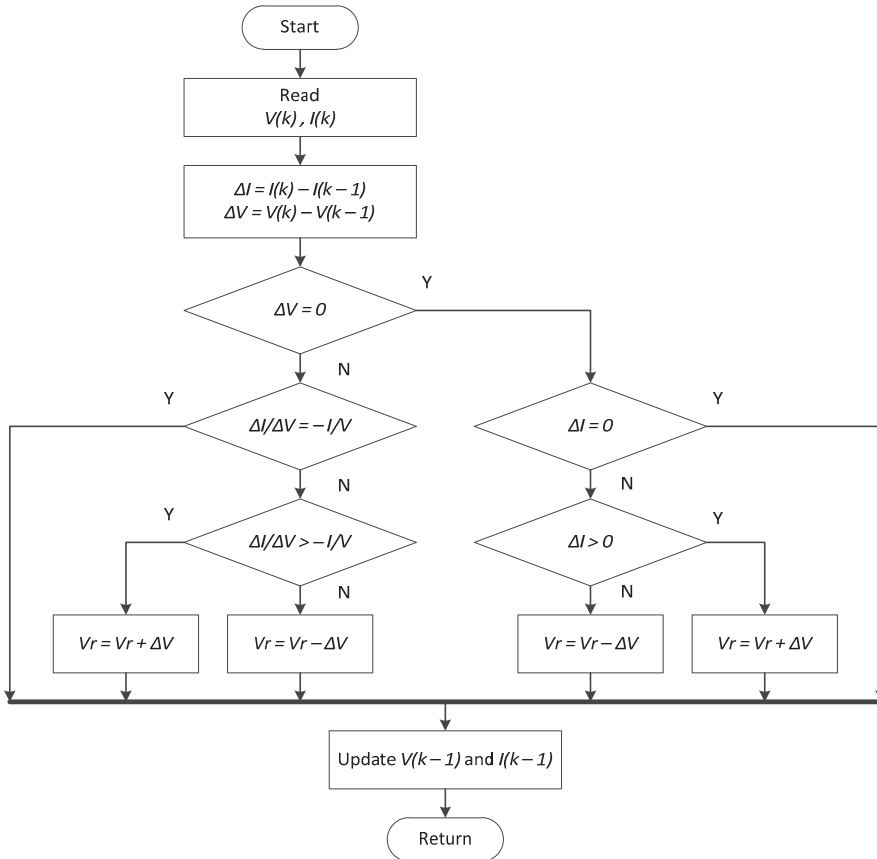 Start
Read
V(k) , I(k)
ΔI = I(k) – I(k – 1)
ΔV = V(k) – V(k – 1)
Y
ΔV = 0
N
Y
Y
ΔI/ΔV = – I/V
ΔI = 0
N
N
Y
Y
ΔI/ΔV > – I/V
ΔI > 0
N
N
Vr = Vr + ΔV
Vr = Vr – ΔV
Vr = Vr – ΔV
Vr = Vr + ΔV
Update V(k – 1) and I(k – 1)
Return